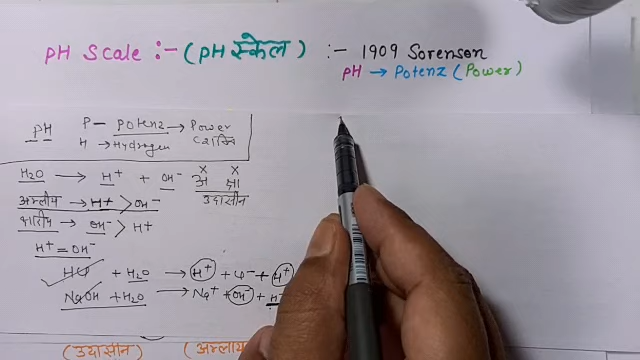 pH Scale :- (pH स्केल) :- 1909 Sorenson
pH → Potenz (Power)
pH P - Potenz → Power
H → Hydrogen (शक्ति
H2O → H+ + OH- अ x क्षा x
उदासीन
अम्लीय → H+ > OH-
क्षारीय → OH- > H+
H+ = OH-
HCl + H2O → H+ + Cl- + H+
NaOH + H2O → Na+ + OH- +
(उदासीन) (अम्लीय